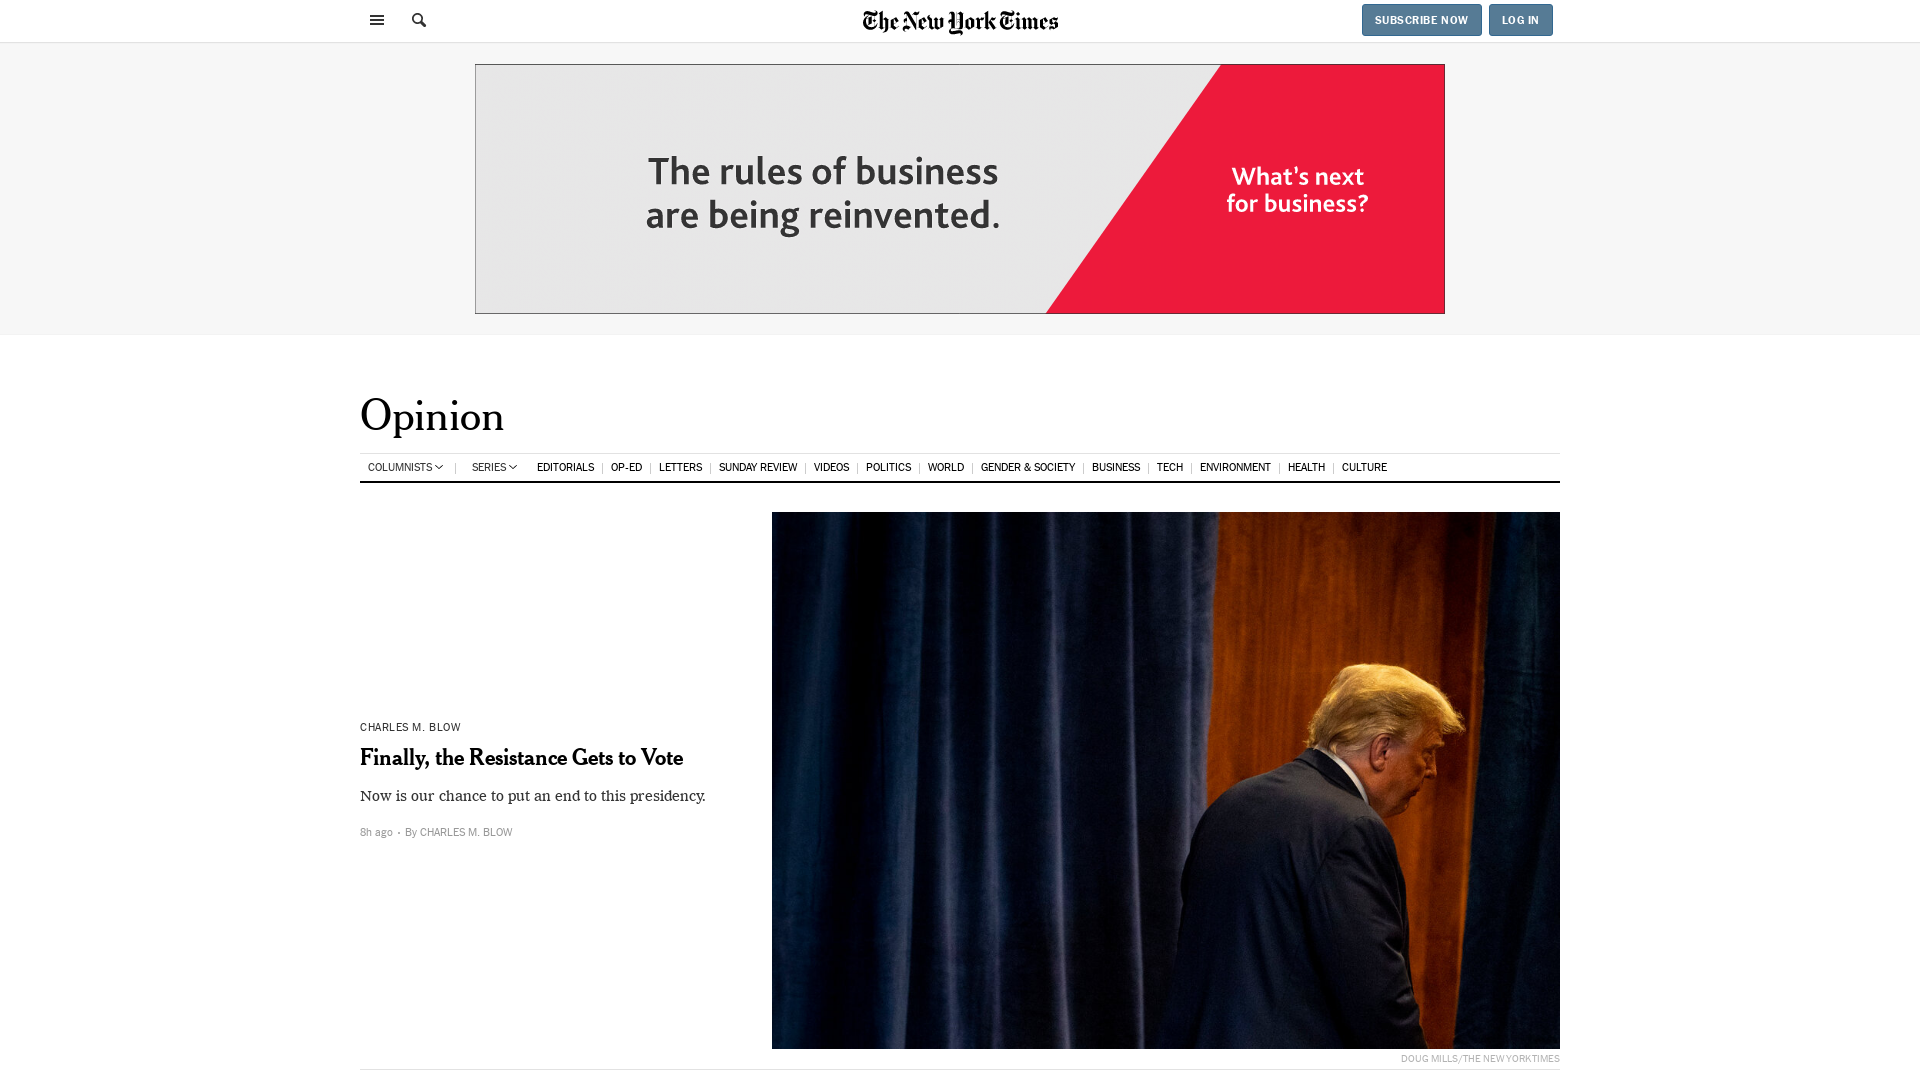 The New York Times
SUBSCRIBE NOW
LOG IN
The rules of business
are being reinvented.
What's next
for business?
Opinion
COLUMNISTS
SERIES
EDITORIALS
OP-ED
LETTERS
SUNDAY REVIEW
VIDEOS
POLITICS
WORLD
GENDER & SOCIETY
BUSINESS
TECH
ENVIRONMENT
HEALTH
CULTURE
CHARLES M. BLOW
Finally, the Resistance Gets to Vote
Now is our chance to put an end to this presidency.
8h ago · By CHARLES M. BLOW
DOUG MILLS/THE NEW YORK TIMES